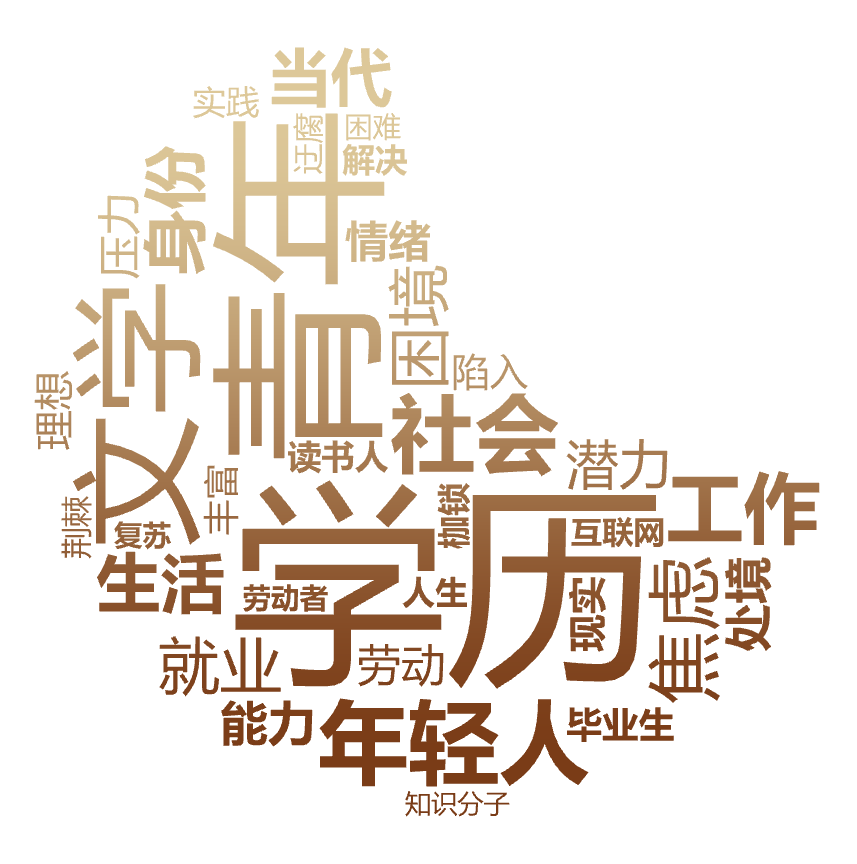 当代
实践
迂腐
困难
解决
青年
身份
压力
情绪
困境
文学
陷入
理想
社会
读书人
潜力
丰富
荆棘
复苏
枷锁
学历
互联网
工作
生活
劳动者
人生
现实
焦虑
处境
就业
劳动
能力
年轻人
毕业生
知识分子